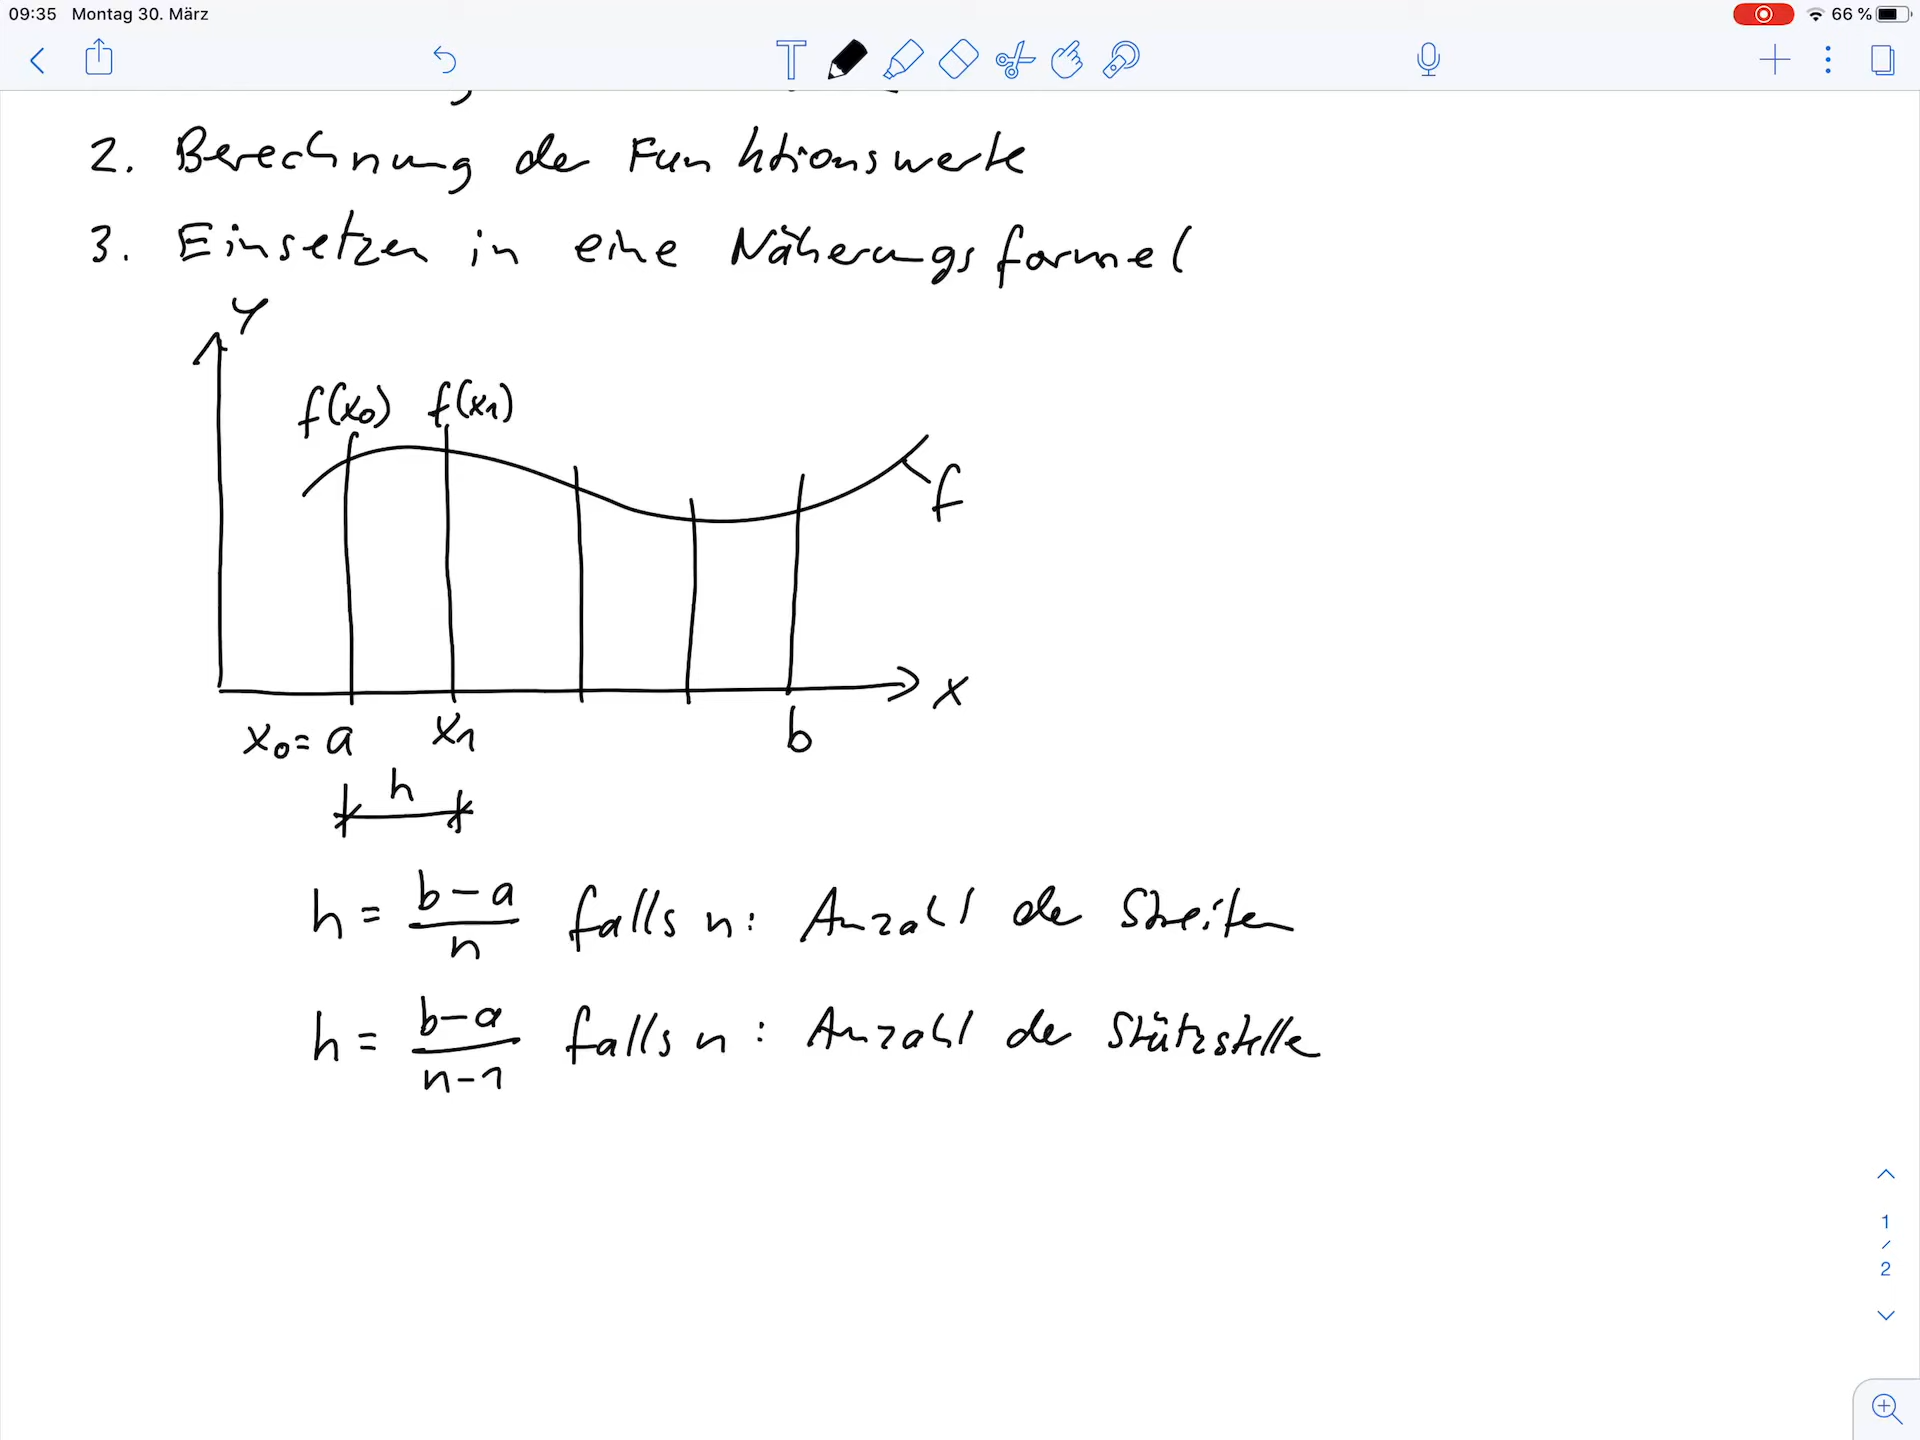 09:35 Montag 30. März 66 %
2. Berechnung der Funktionswerte
3. Einsetzen in eine Näherungsformel
y
f(x₀) f(x₁)
f
x
x₀ = a x₁ b
h
h = (b-a)/n falls n: Anzahl der Streifen
h = (b-a)/(n-1) falls n: Anzahl der Stützstelle
1
/
2